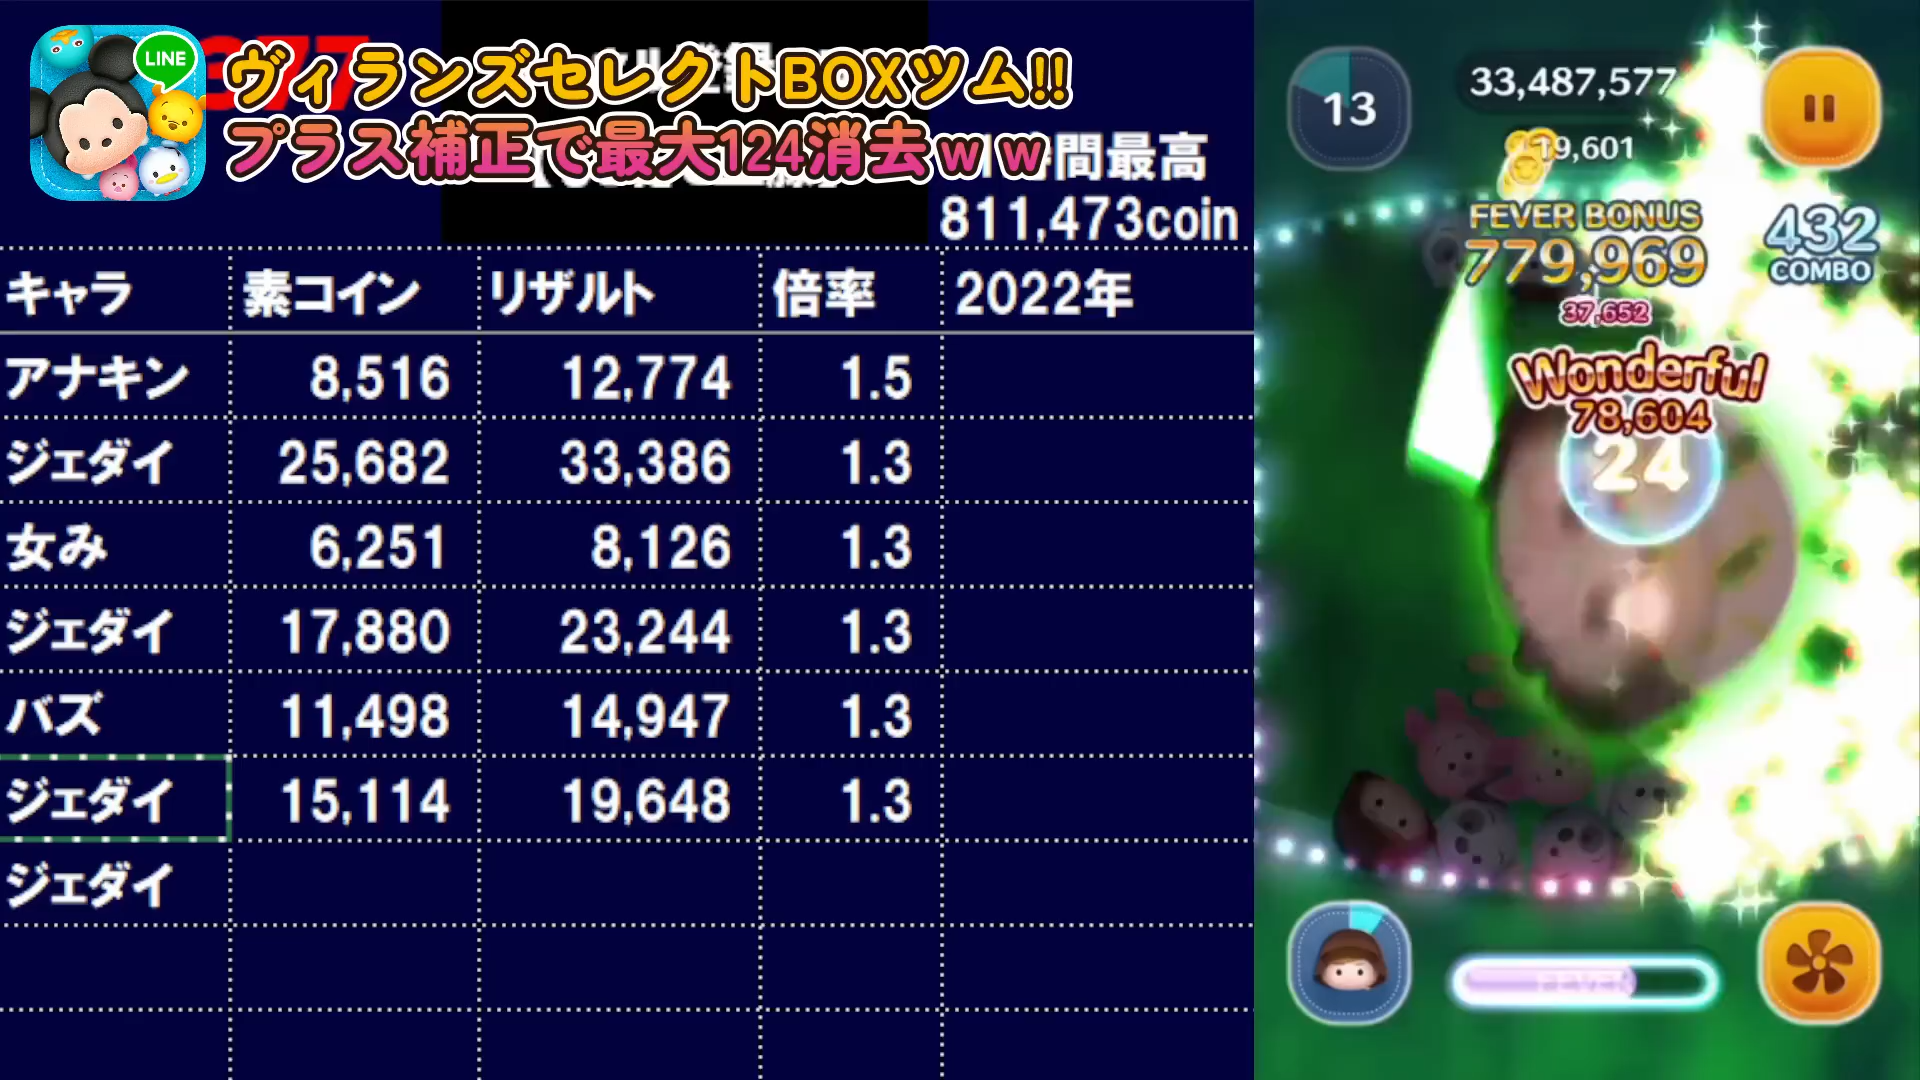 LINE
ヴィランズセレクトBOXツム!!
プラス補正で最大124消去ｗｗ
間最高
811,473coin
キャラ 素コイン リザルト 倍率 2022年
アナキン 8,516 12,774 1.5
ジェダイ 25,682 33,386 1.3
女み 6,251 8,126 1.3
ジェダイ 17,880 23,244 1.3
バズ 11,498 14,947 1.3
ジェダイ 15,114 19,648 1.3
ジェダイ
13
33,487,577
19,601
FEVER BONUS
779,969
432
COMBO
37,652
Wonderful
78,604
24
FEVER